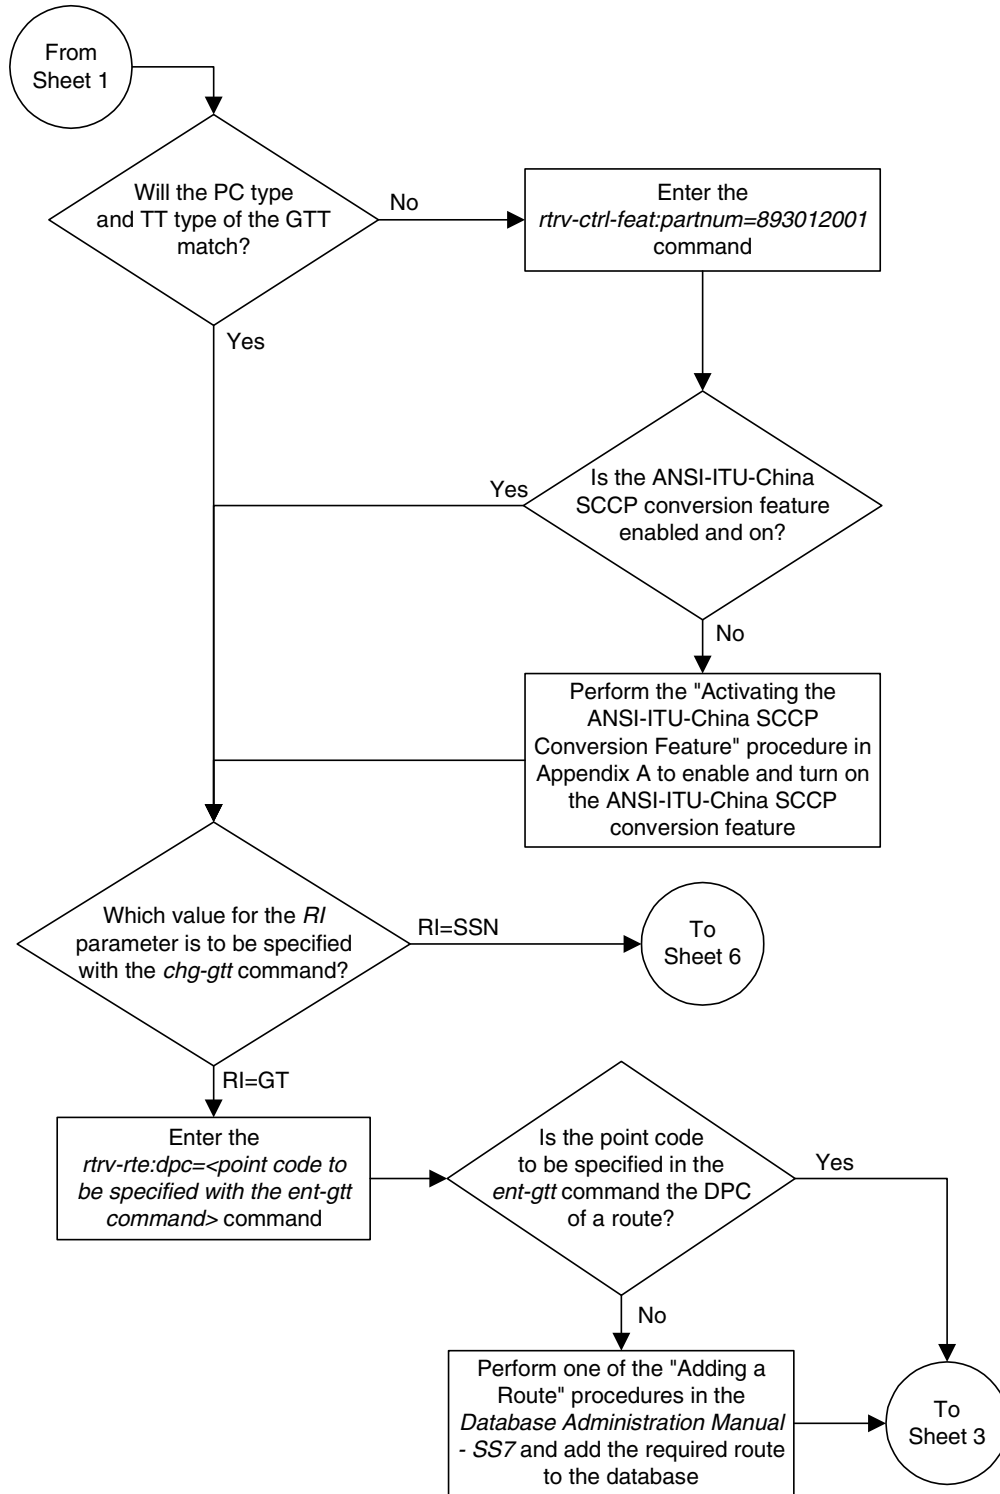 From
Sheet 1
Will the PC type
and TT type of the GTT
match?
No
Enter the
rtrv-ctrl-feat:partnum=893012001
command
Yes
Is the ANSI-ITU-China
SCCP conversion feature
enabled and on?
Yes
No
Perform the "Activating the
ANSI-ITU-China SCCP
Conversion Feature" procedure in
Appendix A to enable and turn on
the ANSI-ITU-China SCCP
conversion feature
Which value for the RI
parameter is to be specified
with the chg-gtt command?
RI=SSN
To
Sheet 6
RI=GT
Enter the
rtrv-rte:dpc=<point code to
be specified with the ent-gtt
command> command
Is the point code
to be specified in the
ent-gtt command the DPC
of a route?
Yes
No
Perform one of the "Adding a
Route" procedures in the
Database Administration Manual
- SS7 and add the required route
to the database
To
Sheet 3